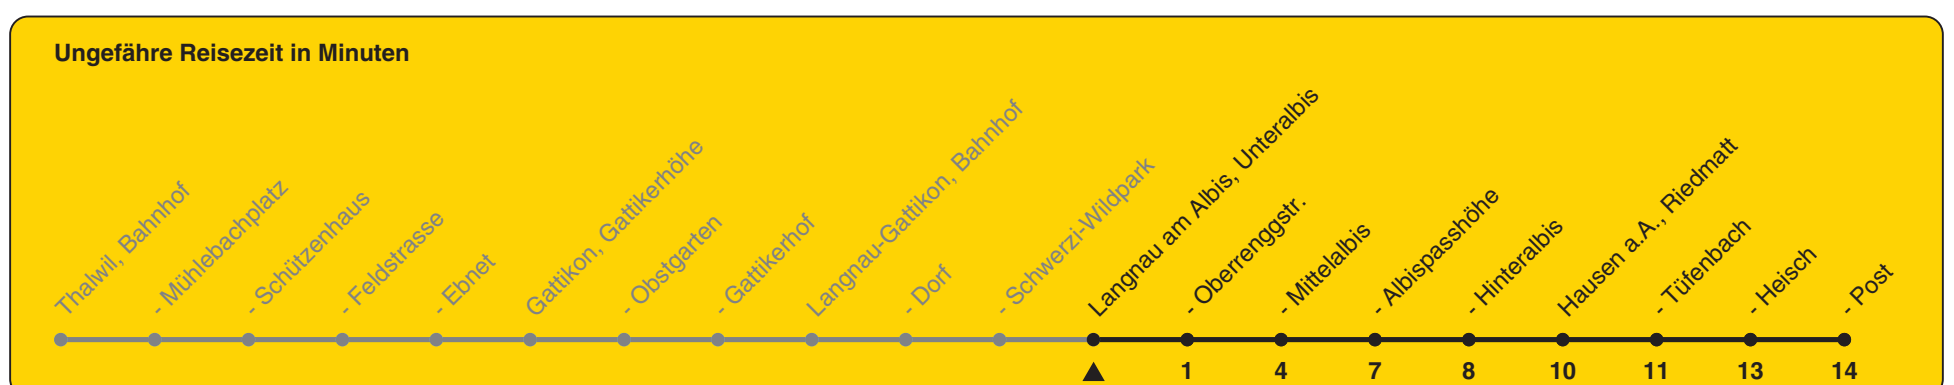 Ungefähre Reisezeit in Minuten
Thalwil, Bahnhof
- Mühlebachplatz
- Schützenhaus
- Feldstrasse
- Ebnet
Gattikon, Gattikerhöhe
- Obstgarten
- Gattikerhof
Langnau-Gattikon, Bahnhof
- Dorf
- Schwerzi-Wildpark
Langnau am Albis, Unteralbis
- Oberrenggstr.
- Mittelalbis
- Albispasshöhe
- Hinteralbis
Hausen a.A., Riedmatt
- Tüfenbach
- Heisch
- Post
1 4 7 8 10 11 13 14